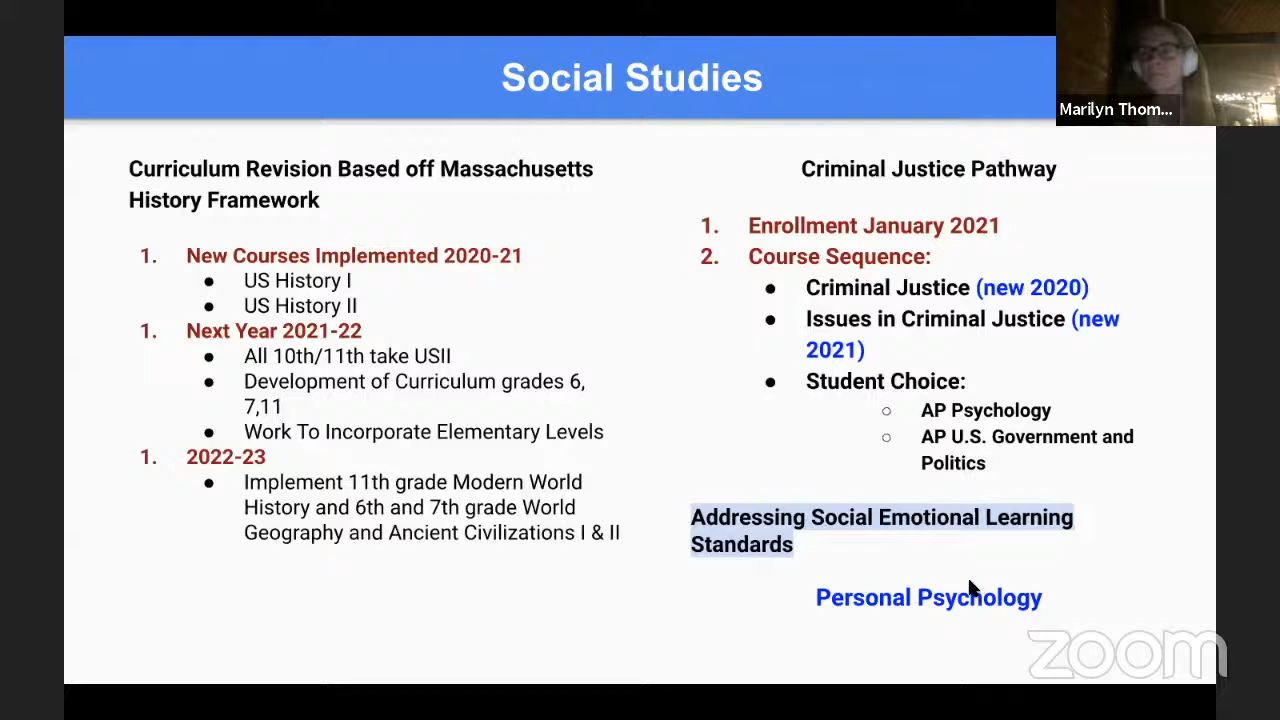 Social Studies
Marilyn Thom...
Curriculum Revision Based off Massachusetts
History Framework
1. New Courses Implemented 2020-21
● US History I
● US History II
1. Next Year 2021-22
● All 10th/11th take USII
● Development of Curriculum grades 6,
7,11
● Work To Incorporate Elementary Levels
1. 2022-23
● Implement 11th grade Modern World
History and 6th and 7th grade World
Geography and Ancient Civilizations I & II
Criminal Justice Pathway
1. Enrollment January 2021
2. Course Sequence:
● Criminal Justice (new 2020)
● Issues in Criminal Justice (new
2021)
● Student Choice:
○ AP Psychology
○ AP U.S. Government and
Politics
Addressing Social Emotional Learning
Standards
Personal Psychology
zoom